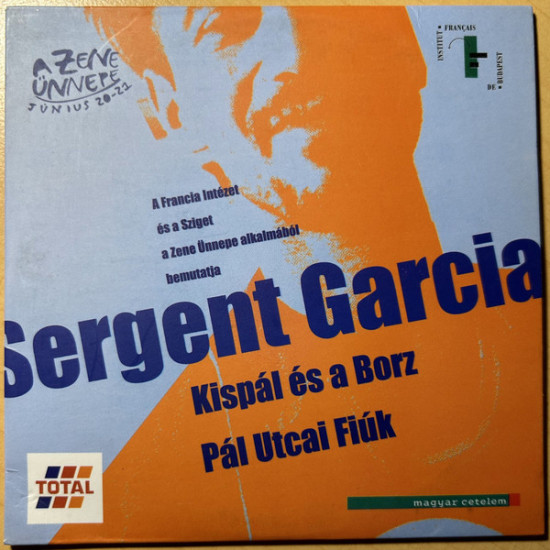 A ZENE
ÜNNEPE
JÚNIUS 20-21
INSTITUT • FRANÇAIS
DE • BUDAPEST
A Francia Intézet
és a Sziget
a Zene Ünnepe alkalmából
bemutatja
Sergent Garcia
Kispál és a Borz
Pál Utcai Fiúk
TOTAL
magyar cetelem